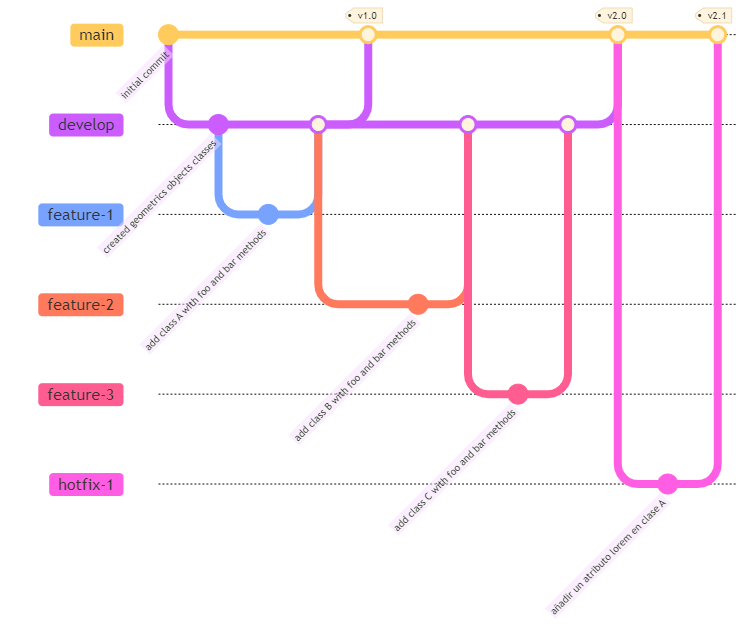 v1.0
v2.0
v2.1
main
initial commit
develop
created geometrics objects classes
feature-1
add class A with foo and bar methods
feature-2
add class B with foo and bar methods
feature-3
add class C with foo and bar methods
hotfix-1
añadir un atributo lorem en clase A